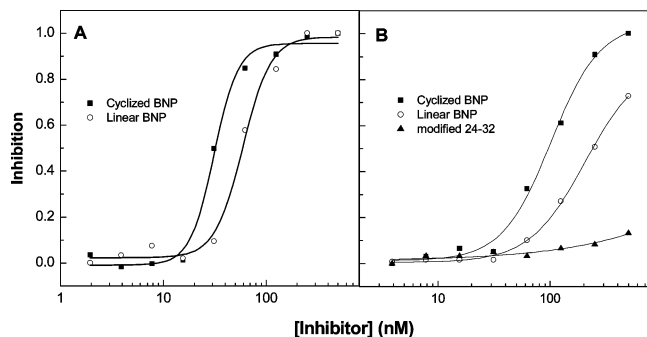 A
Cyclized BNP
Linear BNP
B
Cyclized BNP
Linear BNP
modified 24-32
Inhibition
1.0
0.8
0.6
0.4
0.2
0.0
1
10
100
10
100
[Inhibitor] (nM)